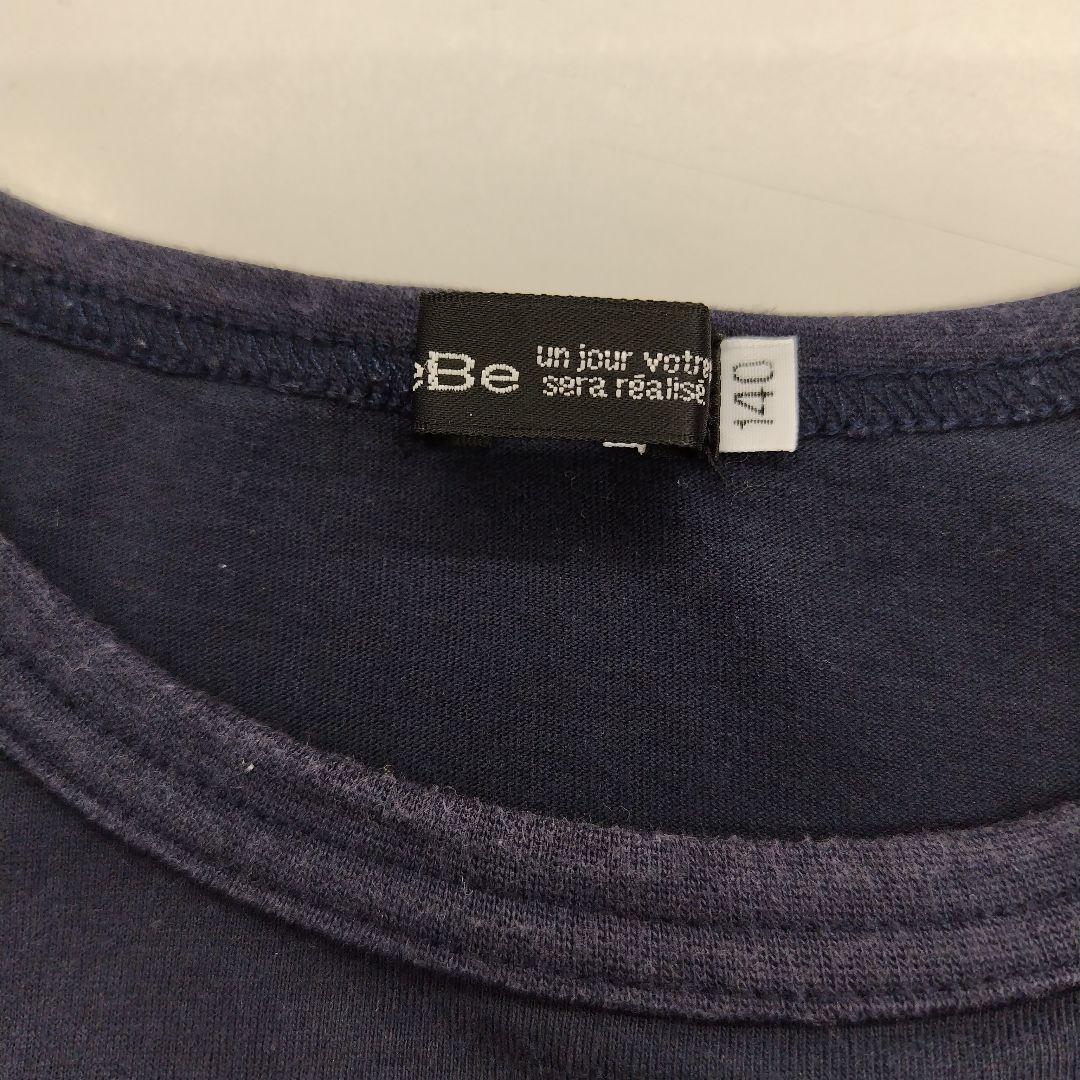 eBe
un jour votre
sera réalisé
140